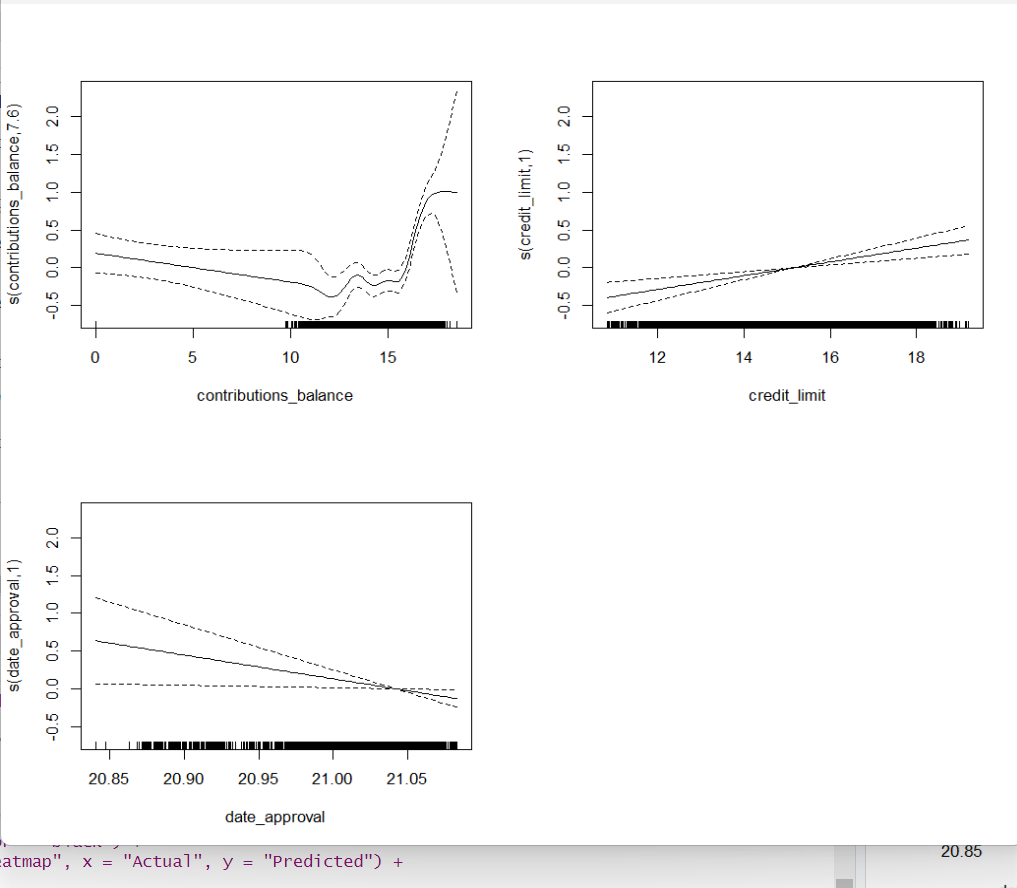 s(contributions_balance,7.6)
2.0
1.5
1.0
0.5
0.0
-0.5
0 5 10 15
contributions_balance
s(credit_limit,1)
2.0
1.5
1.0
0.5
0.0
-0.5
12 14 16 18
credit_limit
s(date_approval,1)
2.0
1.5
1.0
0.5
0.0
-0.5
20.85 20.90 20.95 21.00 21.05
date_approval
eatmap", x = "Actual", y = "Predicted") +
20.85